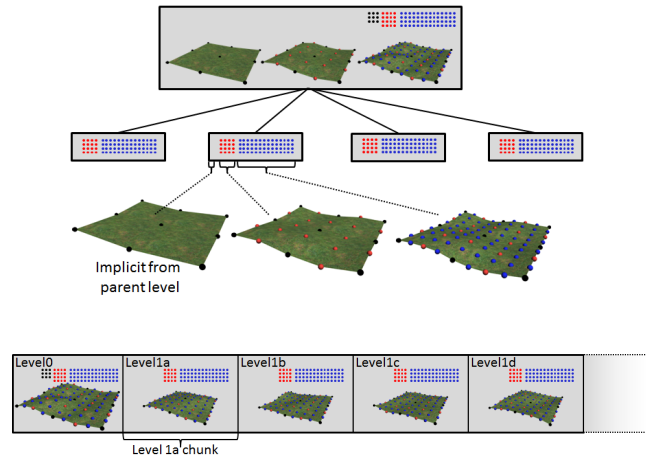 Implicit from
parent level
Level0
Level1a
Level1b
Level1c
Level1d
Level 1a chunk